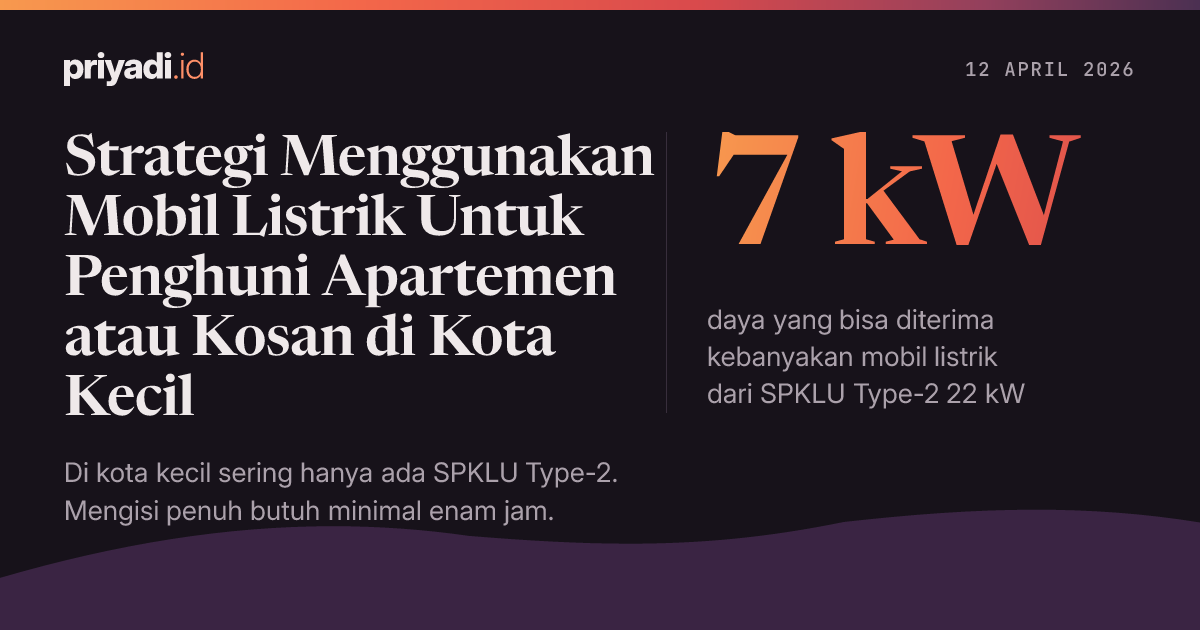 priyadi.id
12 APRIL 2026
Strategi Menggunakan
Mobil Listrik Untuk
Penghuni Apartemen
atau Kosan di Kota
Kecil
Di kota kecil sering hanya ada SPKLU Type-2.
Mengisi penuh butuh minimal enam jam.
7 kW
daya yang bisa diterima
kebanyakan mobil listrik
dari SPKLU Type-2 22 kW